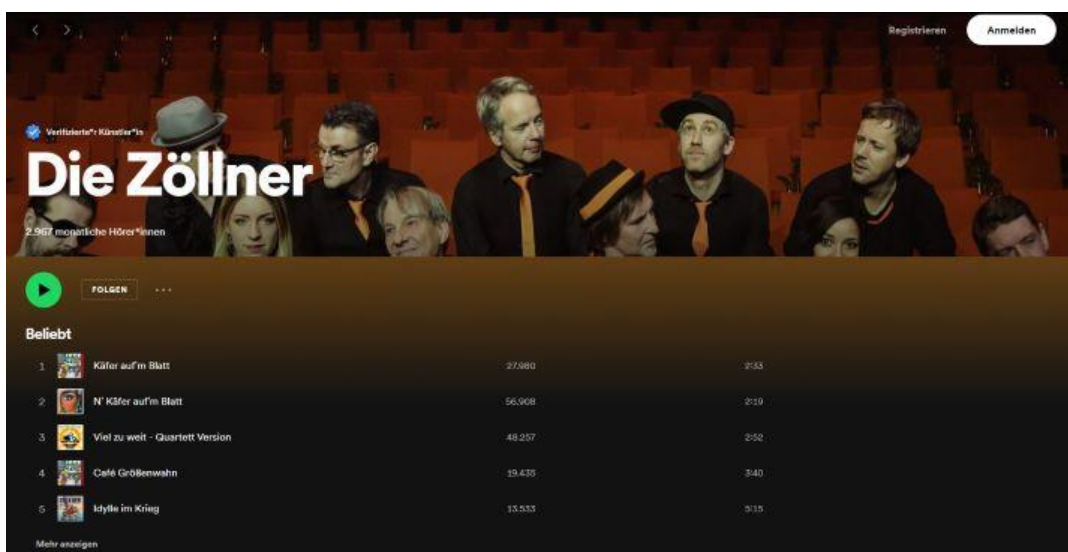 Registrieren
Anmelden
Verifizierte*r Künstler*in
Die Zöllner
2.967 monatliche Hörer*innen
FOLGEN
Beliebt
1 Käfer auf'm Blatt 27.980 2:33
2 N' Käfer auf'm Blatt 56.908 2:19
3 Viel zu weit - Quartett Version 48.257 2:52
4 Café Größenwahn 19.435 3:40
5 Idylle im Krieg 13.533 5:15
Mehr anzeigen